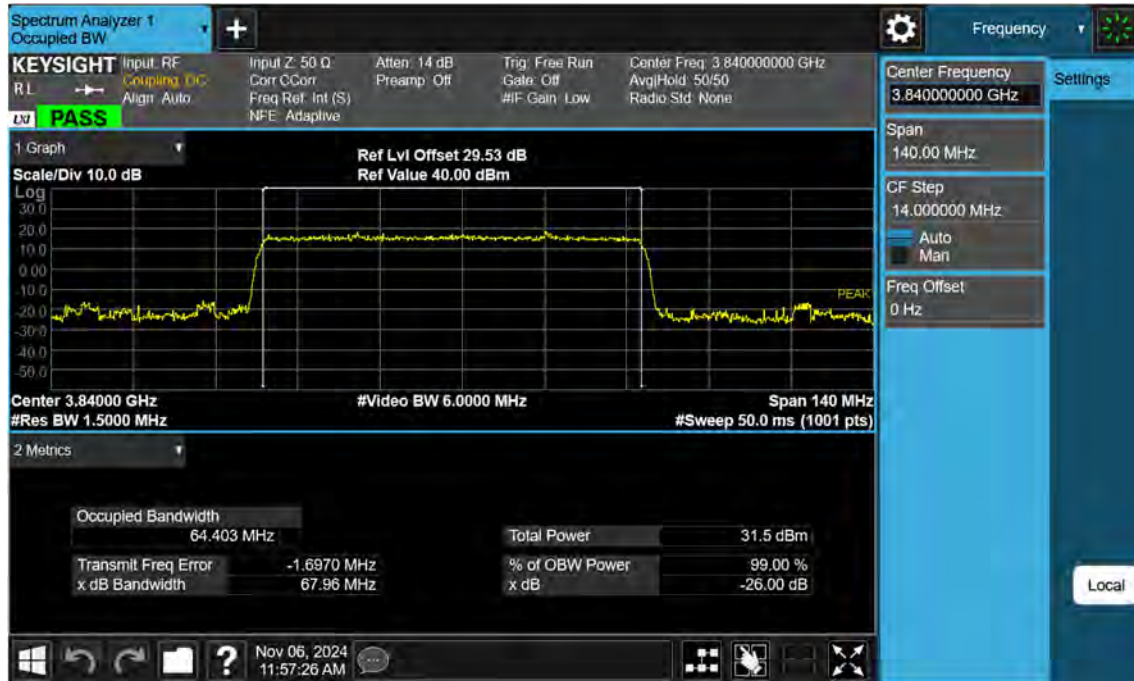 Spectrum Analyzer 1
Occupied BW
+
Frequency
KEYSIGHT
RL
LXI PASS
Input: RF
Coupling: DC
Align: Auto
Input Z: 50 Ω
Corr CCorr
Freq Ref: Int (S)
NFE: Adaptive
Atten: 14 dB
Preamp: Off
Trig: Free Run
Gate: Off
#IF Gain: Low
Center Freq: 3.840000000 GHz
Avg|Hold: 50/50
Radio Std: None
Center Frequency
3.840000000 GHz
Settings
Span
140.00 MHz
CF Step
14.000000 MHz
Auto
Man
Freq Offset
0 Hz
1 Graph
Scale/Div 10.0 dB
Ref Lvl Offset 29.53 dB
Ref Value 40.00 dBm
Log
30.0
20.0
10.0
0.00
-10.0
-20.0
-30.0
-40.0
-50.0
PEAK
Center 3.84000 GHz
#Video BW 6.0000 MHz
Span 140 MHz
#Res BW 1.5000 MHz
#Sweep 50.0 ms (1001 pts)
2 Metrics
Occupied Bandwidth
64.403 MHz
Total Power 31.5 dBm
Transmit Freq Error -1.6970 MHz
% of OBW Power 99.00 %
x dB Bandwidth 67.96 MHz
x dB -26.00 dB
Local
?
Nov 06, 2024
11:57:26 AM